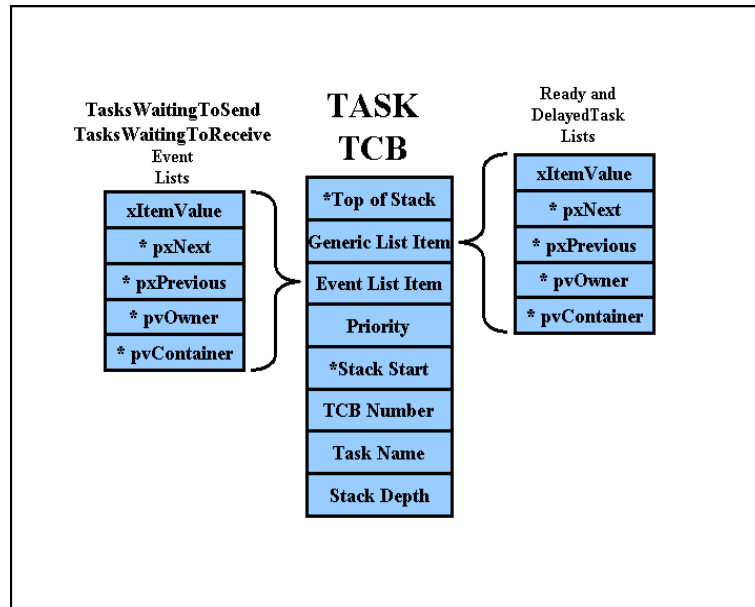 TasksWaitingToSend
TasksWaitingToReceive
Event
Lists
xItemValue
* pxNext
* pxPrevious
* pvOwner
* pvContainer
TASK
TCB
*Top of Stack
Generic List Item
Event List Item
Priority
*Stack Start
TCB Number
Task Name
Stack Depth
Ready and
DelayedTask
Lists
xItemValue
* pxNext
* pxPrevious
* pvOwner
* pvContainer